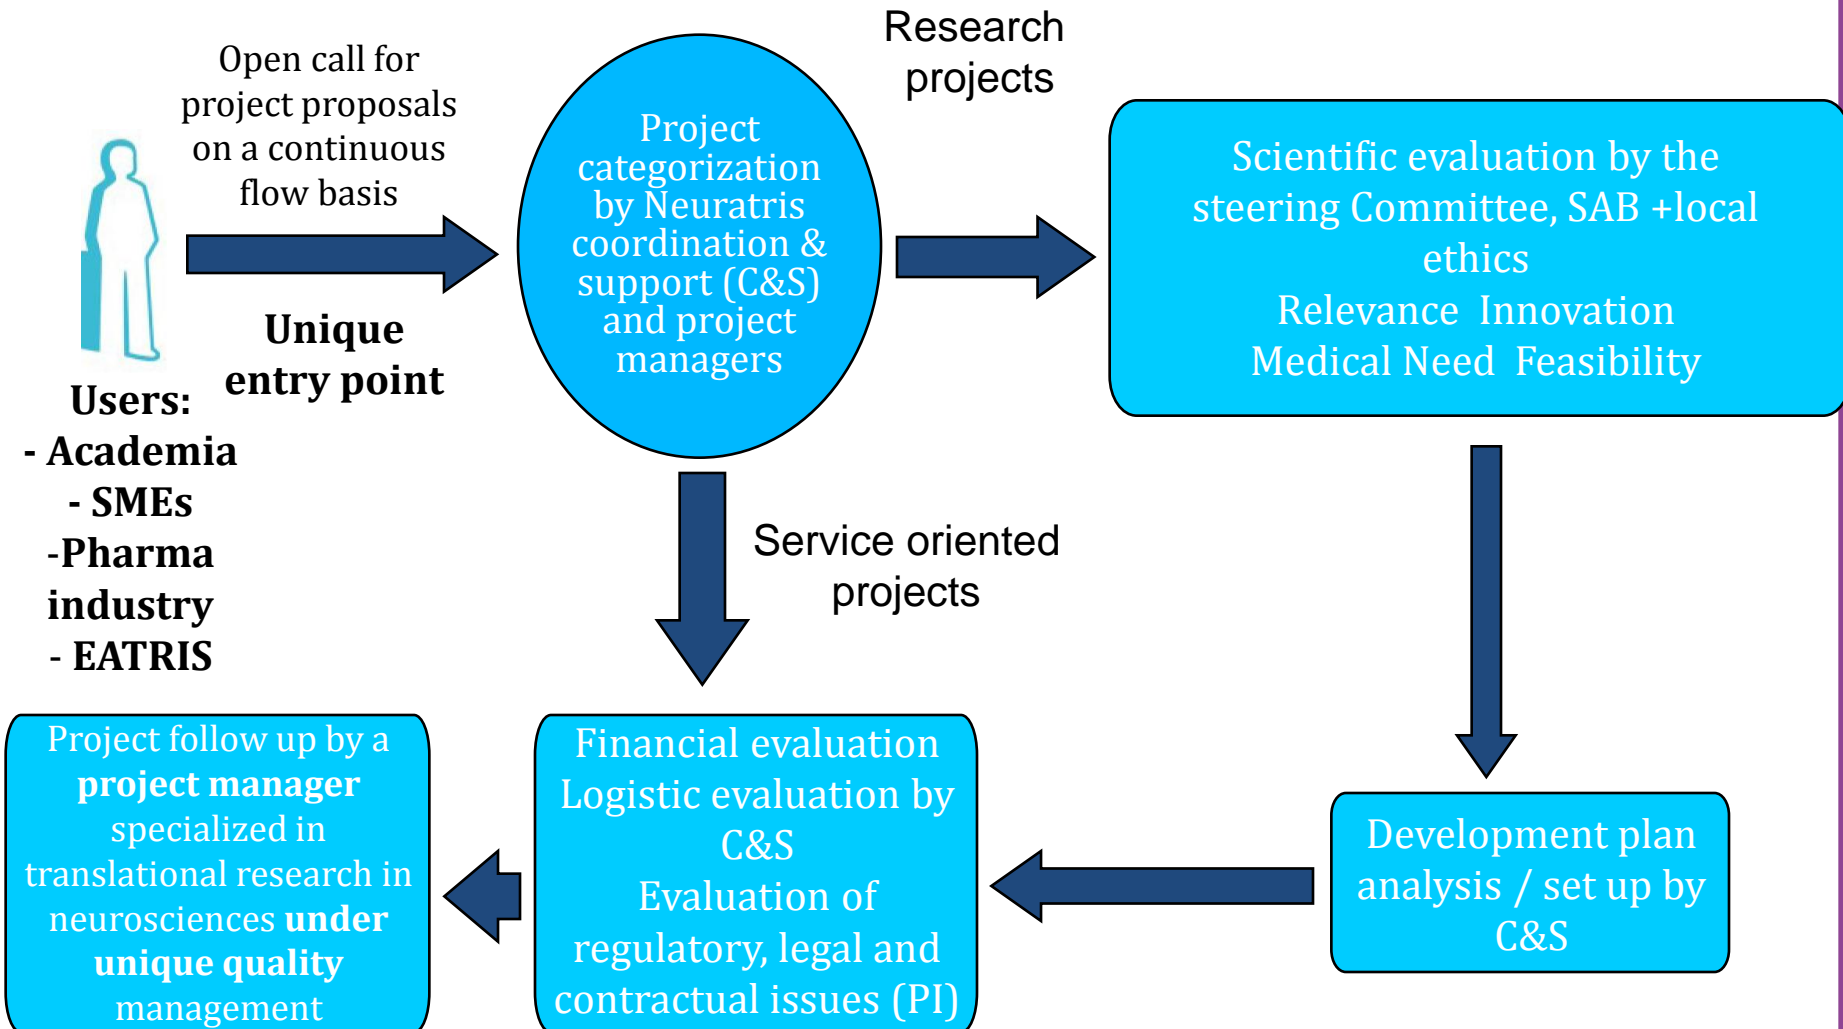 Open call for
project proposals
on a continuous
flow basis
Unique
entry point
Users:
- Academia
- SMEs
-Pharma
industry
- EATRIS
Project
categorization
by Neuratris
coordination &
support (C&S)
and project
managers
Research
projects
Scientific evaluation by the
steering Committee, SAB +local
ethics
Relevance  Innovation
Medical Need  Feasibility
Service oriented
projects
Development plan
analysis / set up by
C&S
Financial evaluation
Logistic evaluation by
C&S
Evaluation of
regulatory, legal and
contractual issues (PI)
Project follow up by a
project manager
specialized in
translational research in
neurosciences under
unique quality
management